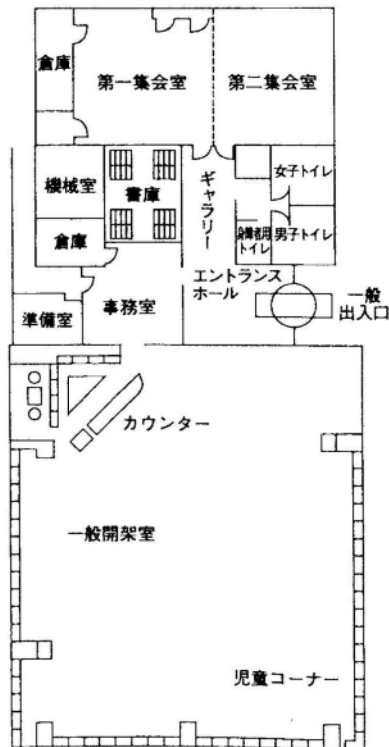 倉庫
第一集会室
第二集会室
機械室
書庫
ギャラリー
女子トイレ
倉庫
男子トイレ
トイレ
エントランス
ホール
一般
出入口
準備室
事務室
カウンター
一般開架室
児童コーナー